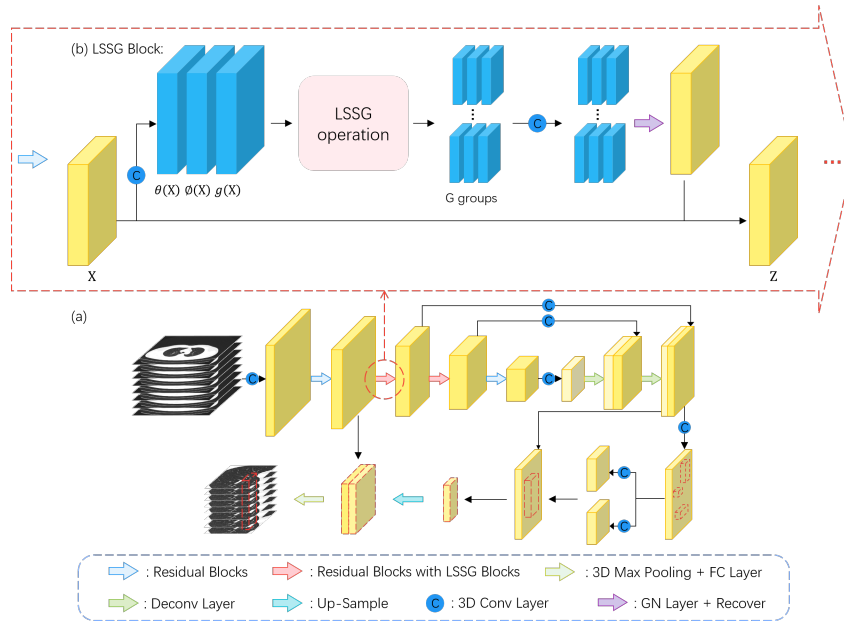 (b) LSSG Block:
LSSG
operation
C
C
θ(X) ϕ(X) g(X)
G groups
X
Z
(a)
C
C
C
C
C
C
C
: Residual Blocks
: Residual Blocks with LSSG Blocks
: 3D Max Pooling + FC Layer
: Deconv Layer
: Up-Sample
C : 3D Conv Layer
: GN Layer + Recover